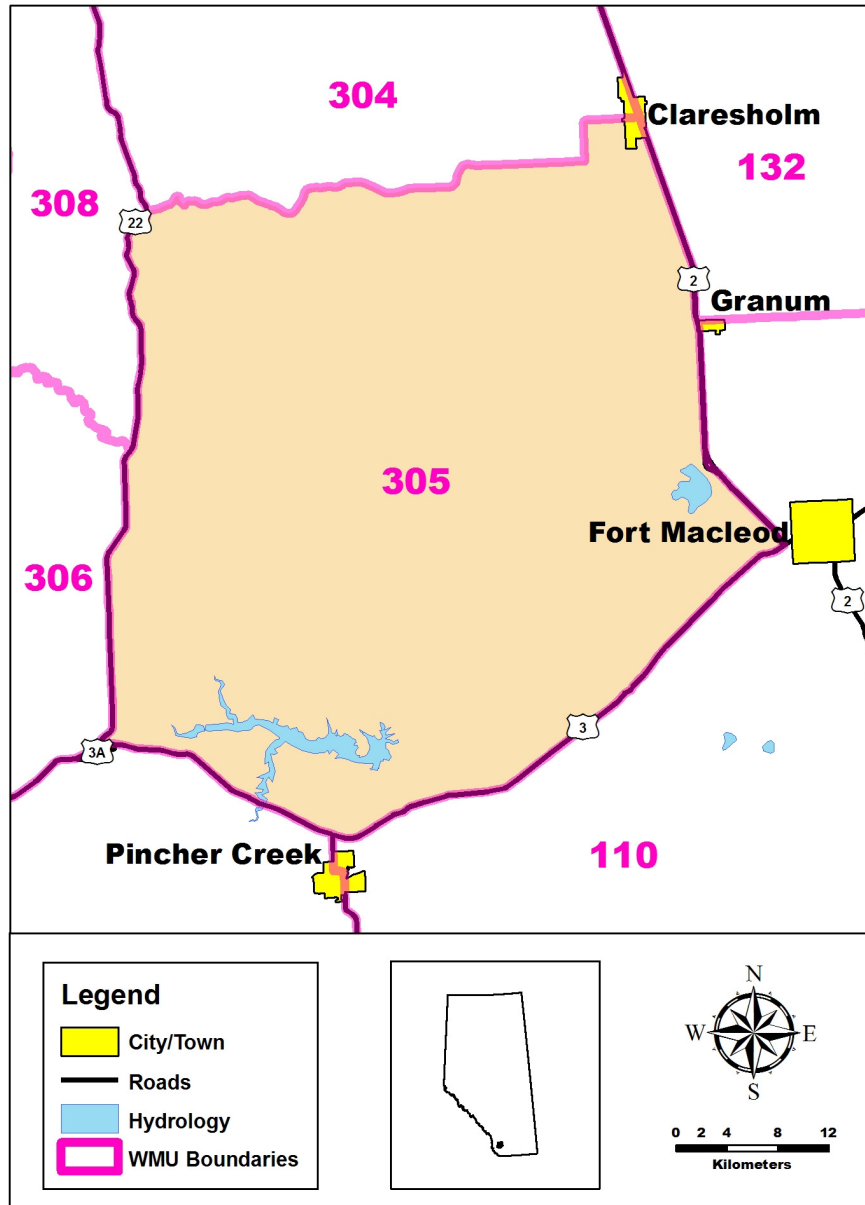 304
Claresholm
132
308
22
2
Granum
305
Fort Macleod
306
2
3
3A
Pincher Creek
110
Legend
City/Town
Roads
Hydrology
WMU Boundaries
N
W E
S
0 2 4 8 12
Kilometers